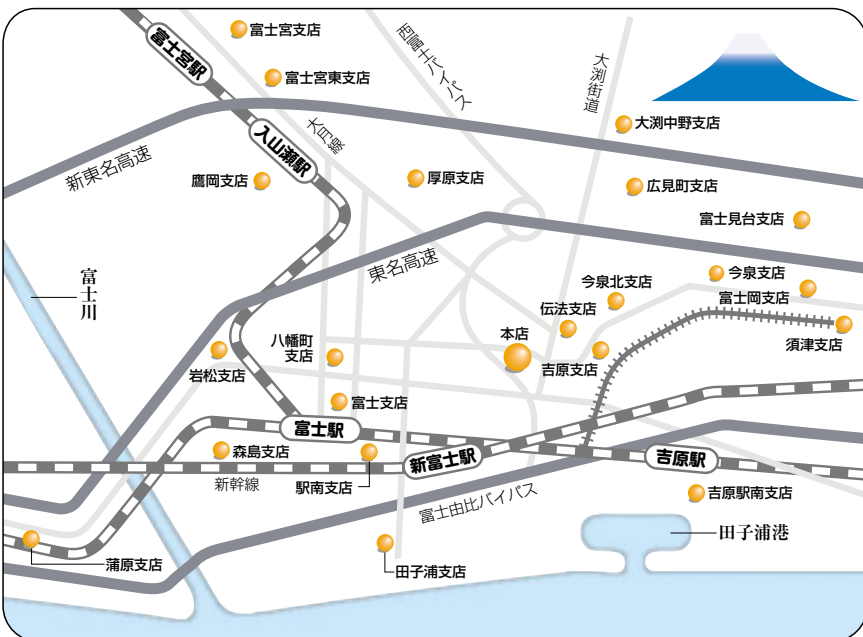 富士宮支店
富士宮駅
富士宮東支店
西富士バイパス
大渕街道
大渕中野支店
大月線
入山瀬駅
新東名高速
鷹岡支店
厚原支店
広見町支店
富士見台支店
東名高速
富士川
今泉北支店
今泉支店
富士岡支店
伝法支店
本店
須津支店
八幡町
支店
岩松支店
吉原支店
富士支店
富士駅
森島支店
新富士駅
吉原駅
新幹線
駅南支店
富士由比バイパス
吉原駅南支店
田子浦港
蒲原支店
田子浦支店